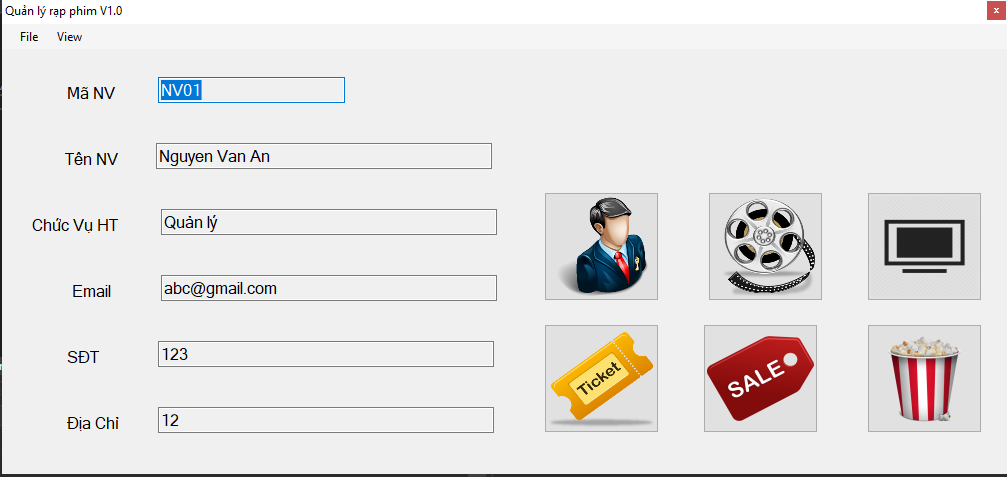 Quản lý rạp phim V1.0
x
File View
Mã NV NV01
Tên NV Nguyen Van An
Chức Vụ HT Quản lý
Email abc@gmail.com
SĐT 123
Địa Chỉ 12
Ticket
SALE